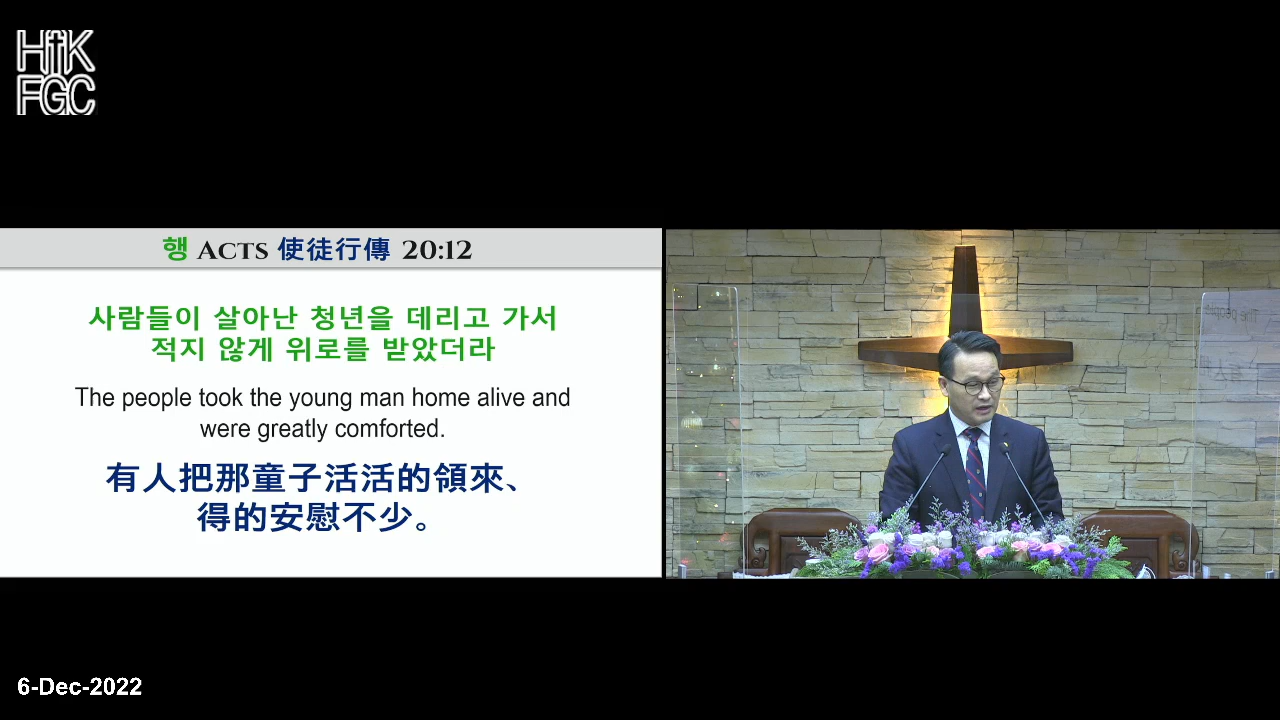 HfK
FGC
행 ACTS 使徒行傳 20:12
사람들이 살아난 청년을 데리고 가서
적지 않게 위로를 받았더라
The people took the young man home alive and
were greatly comforted.
有人把那童子活活的領來、
得的安慰不少。
The people
6-Dec-2022